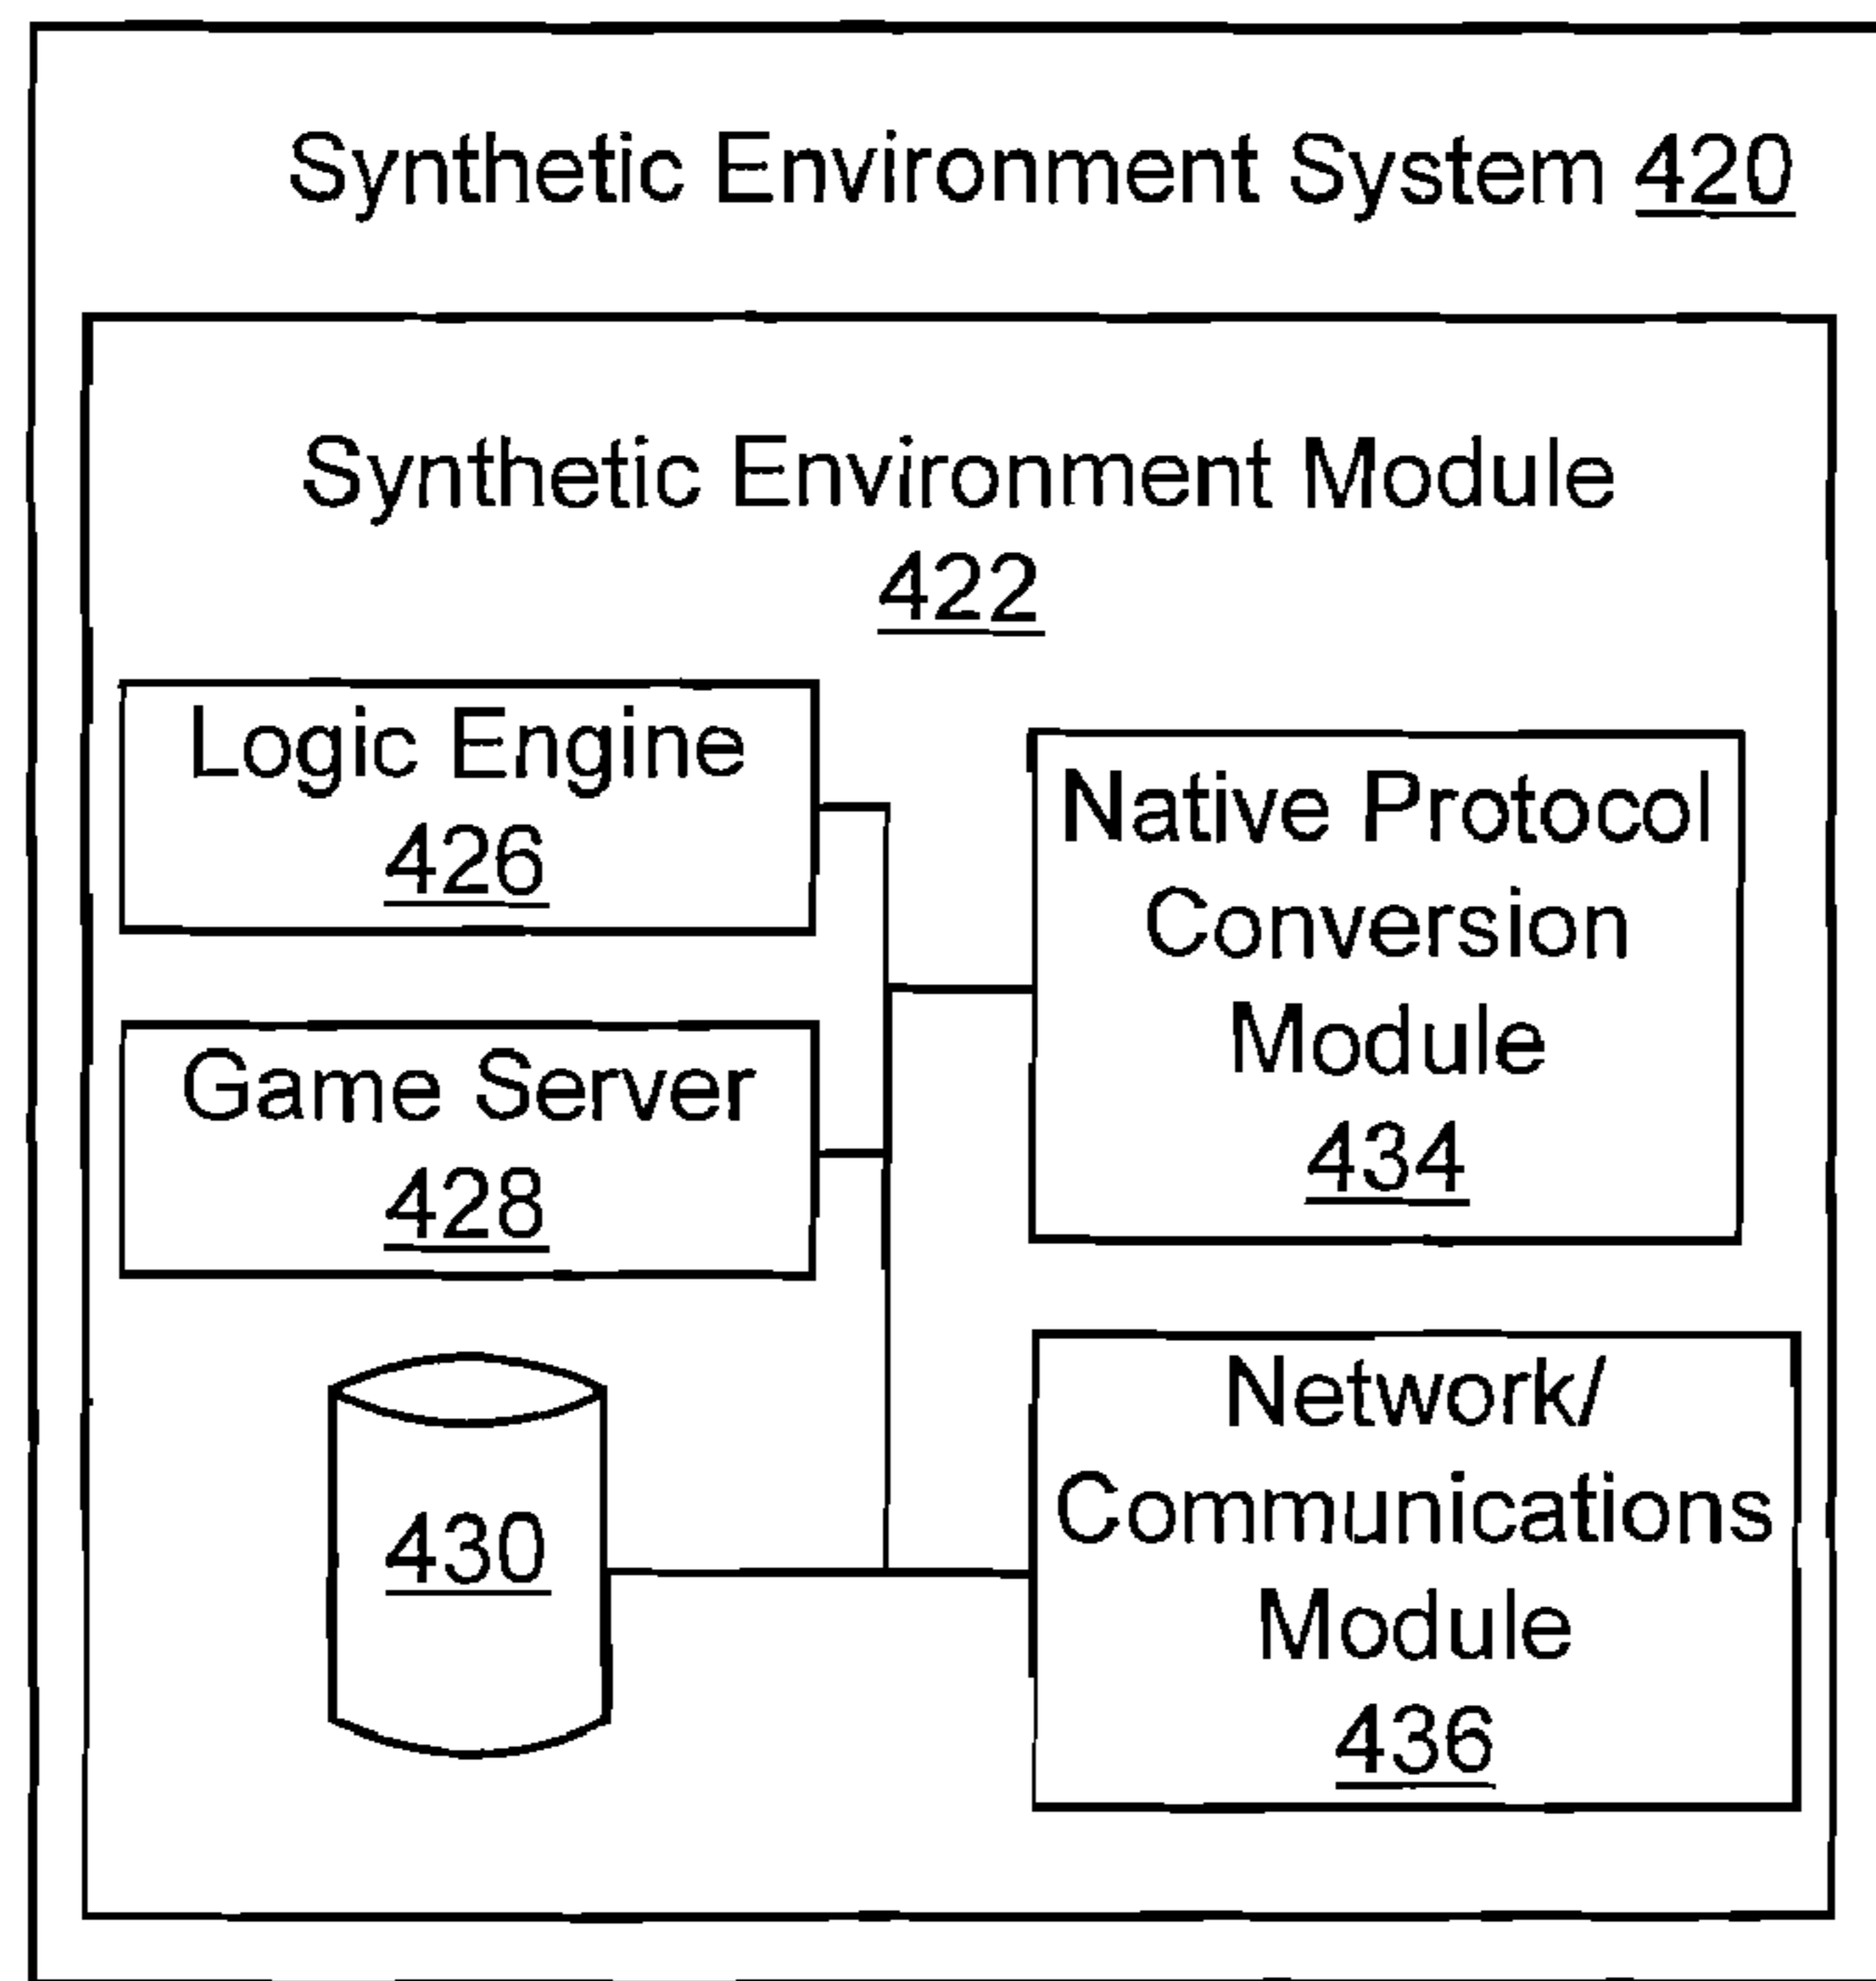 Synthetic Environment System 420
Synthetic Environment Module
422
Logic Engine
426
Game Server
428
430
Native Protocol
Conversion
Module
434
Network/
Communications
Module
436